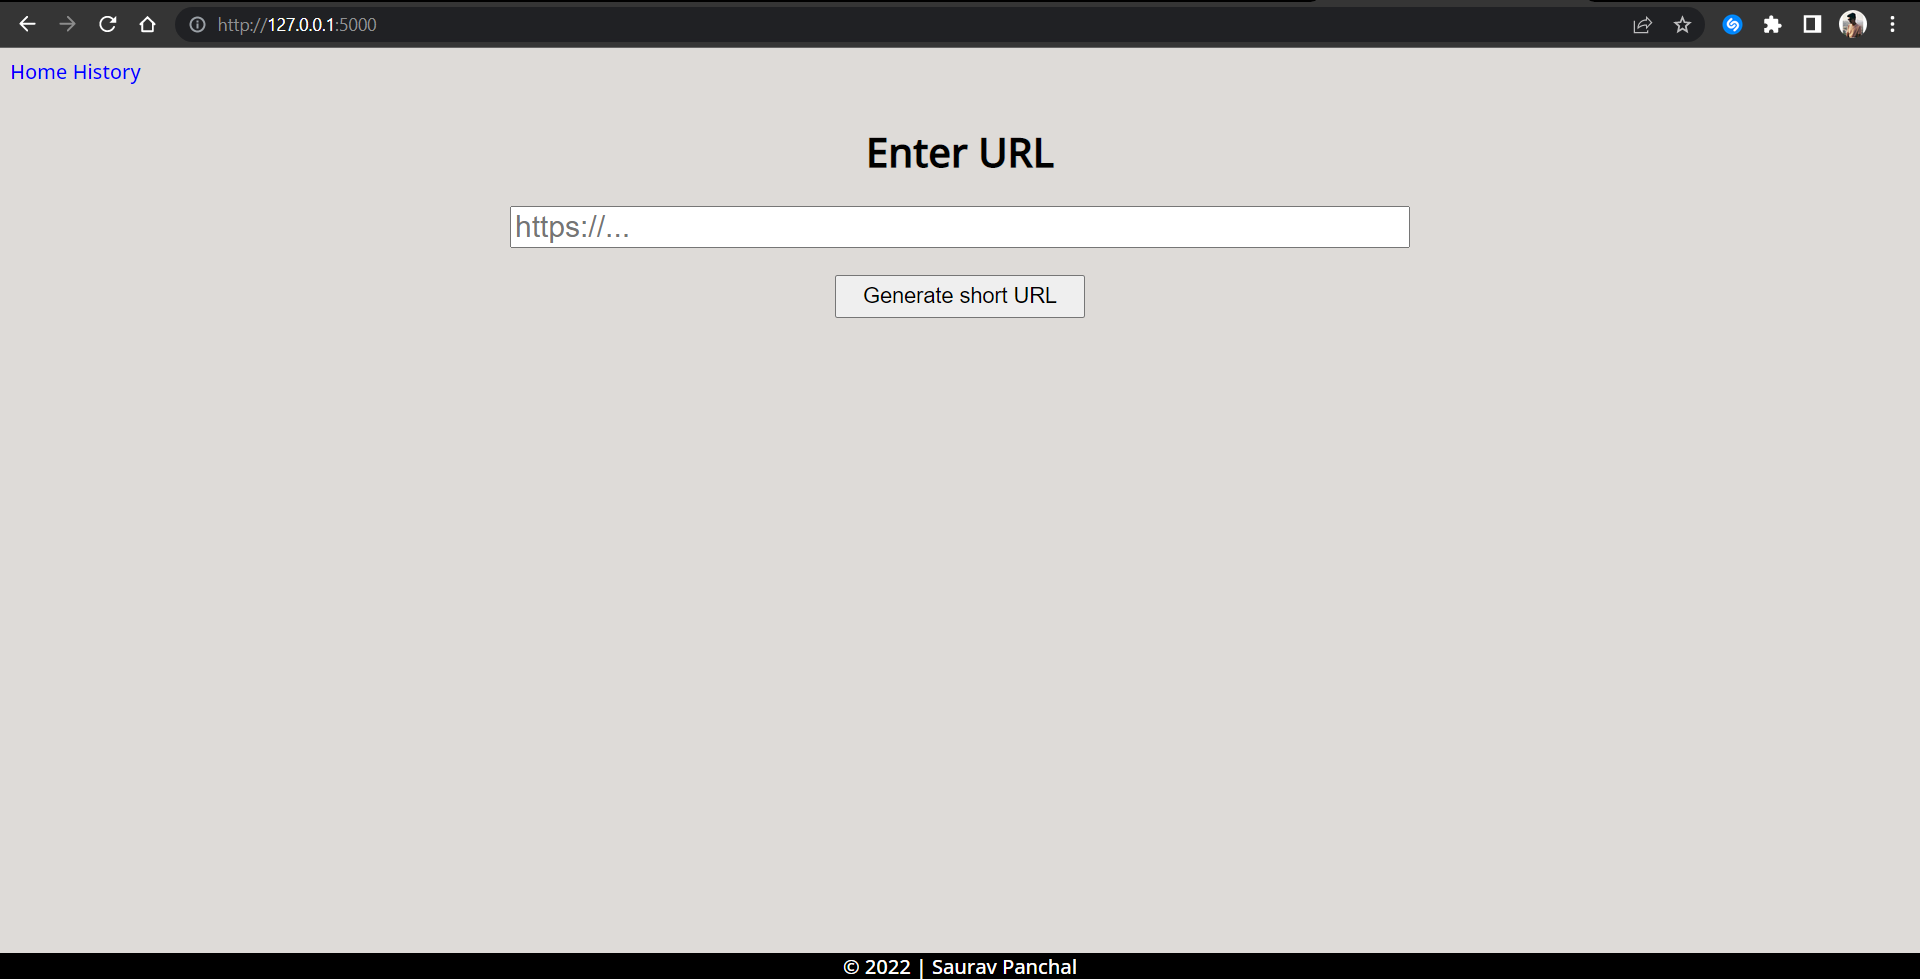 http://127.0.0.1:5000
Home History
Enter URL
https://...
Generate short URL
© 2022 | Saurav Panchal